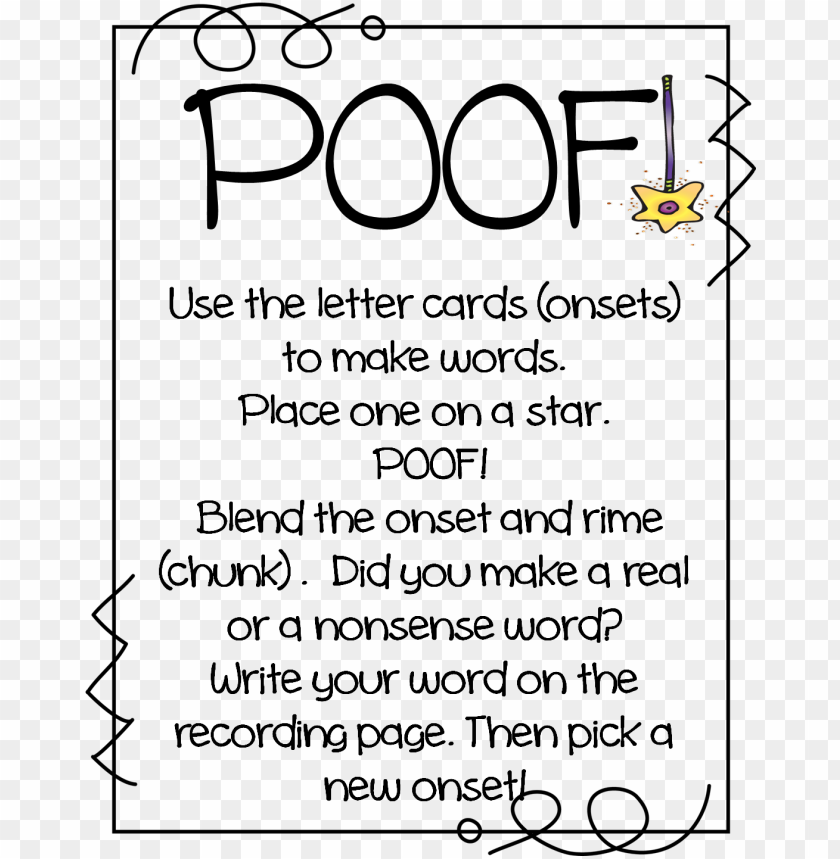 POOF!
Use the letter cards (onsets)
to make words.
Place one on a star.
POOF!
Blend the onset and rime
(chunk) . Did you make a real
or a nonsense word?
Write your word on the
recording page. Then pick a
new onset!